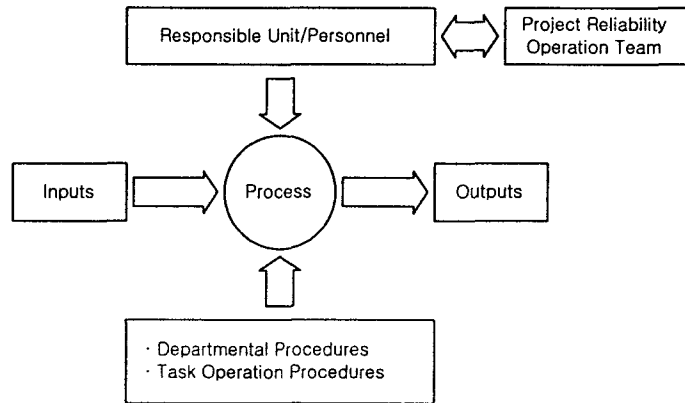 Responsible Unit/Personnel
Project Reliability
Operation Team
Inputs
Process
Outputs
· Departmental Procedures
· Task Operation Procedures